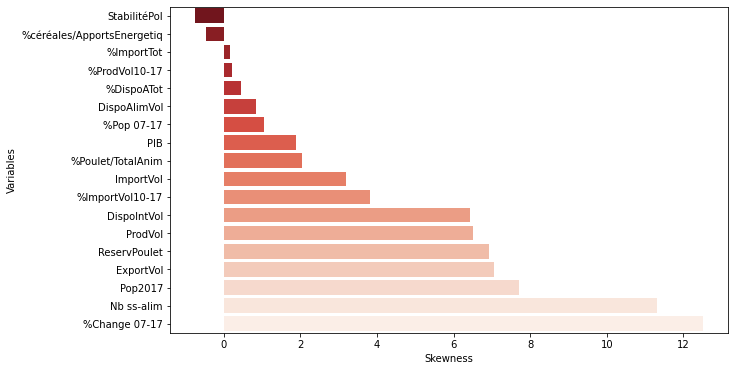 StabilitéPol
%céréales/ApportsEnergetiq
%ImportTot
%ProdVol10-17
%DispoATot
DispoAlimVol
%Pop 07-17
PIB
%Poulet/TotalAnim
ImportVol
%ImportVol10-17
DispoIntVol
ProdVol
ReservPoulet
ExportVol
Pop2017
Nb ss-alim
%Change 07-17
Variables
0 2 4 6 8 10 12
Skewness